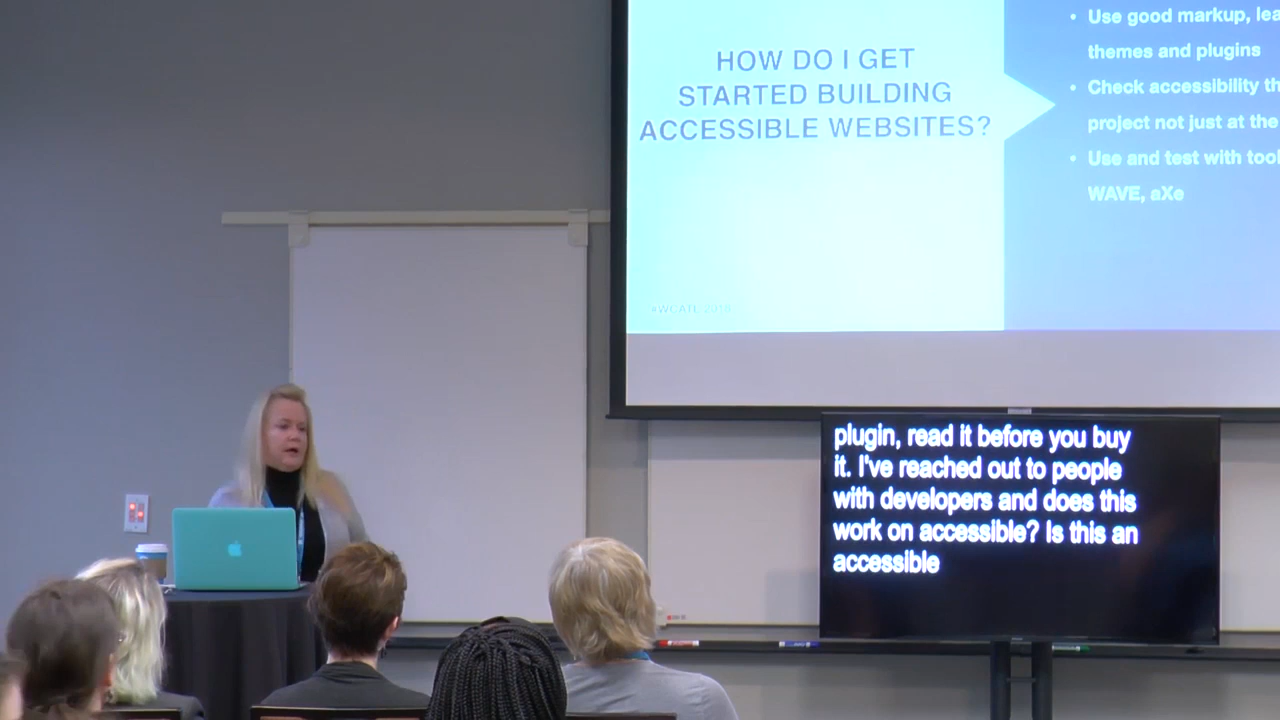 HOW DO I GET
STARTED BUILDING
ACCESSIBLE WEBSITES?
• Use good markup, lea
themes and plugins
• Check accessibility th
project not just at the
• Use and test with tool
WAVE, aXe
plugin, read it before you buy
it. I've reached out to people
with developers and does this
work on accessible? Is this an
accessible